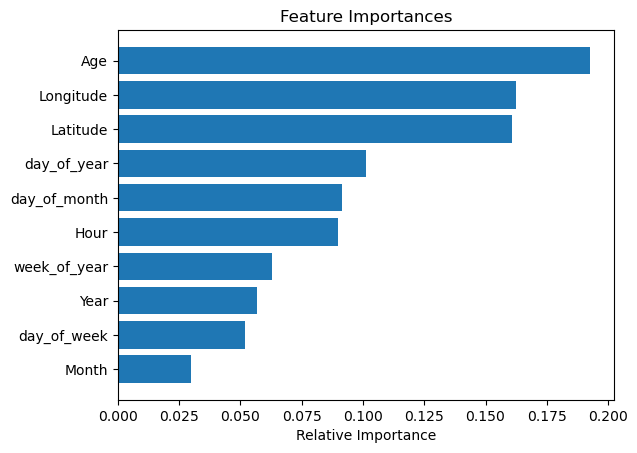 Feature Importances
Age
Longitude
Latitude
day_of_year
day_of_month
Hour
week_of_year
Year
day_of_week
Month
0.000 0.025 0.050 0.075 0.100 0.125 0.150 0.175 0.200
Relative Importance